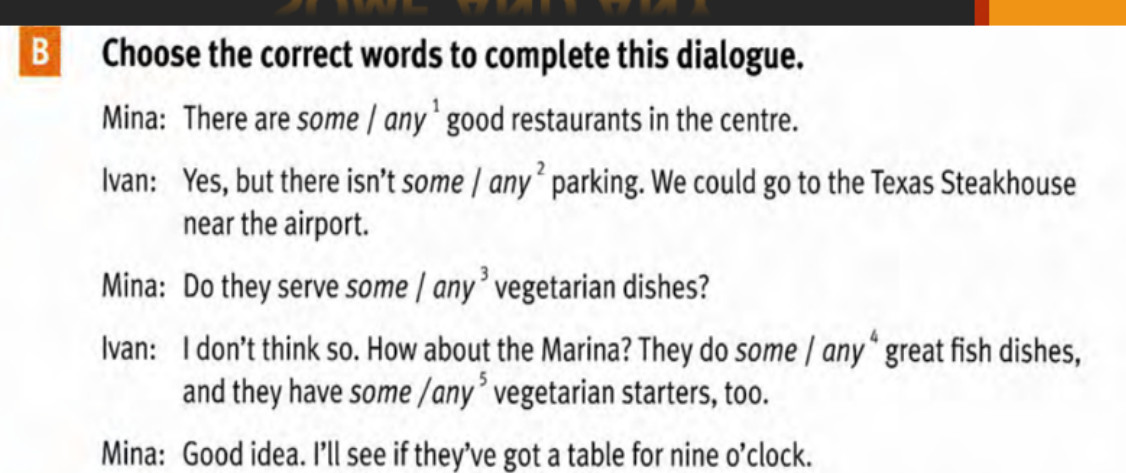 B Choose the correct words to complete this dialogue.
Mina: There are some / any ¹ good restaurants in the centre.
Ivan: Yes, but there isn't some / any ² parking. We could go to the Texas Steakhouse
near the airport.
Mina: Do they serve some / any ³ vegetarian dishes?
Ivan: I don't think so. How about the Marina? They do some / any ⁴ great fish dishes,
and they have some /any ⁵ vegetarian starters, too.
Mina: Good idea. I'll see if they've got a table for nine o'clock.